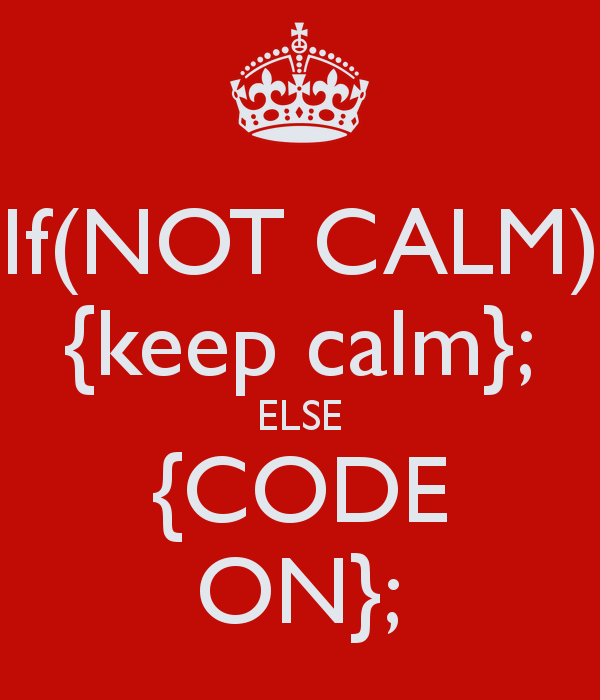 If(NOT CALM)
{keep calm};
ELSE
{CODE
ON};